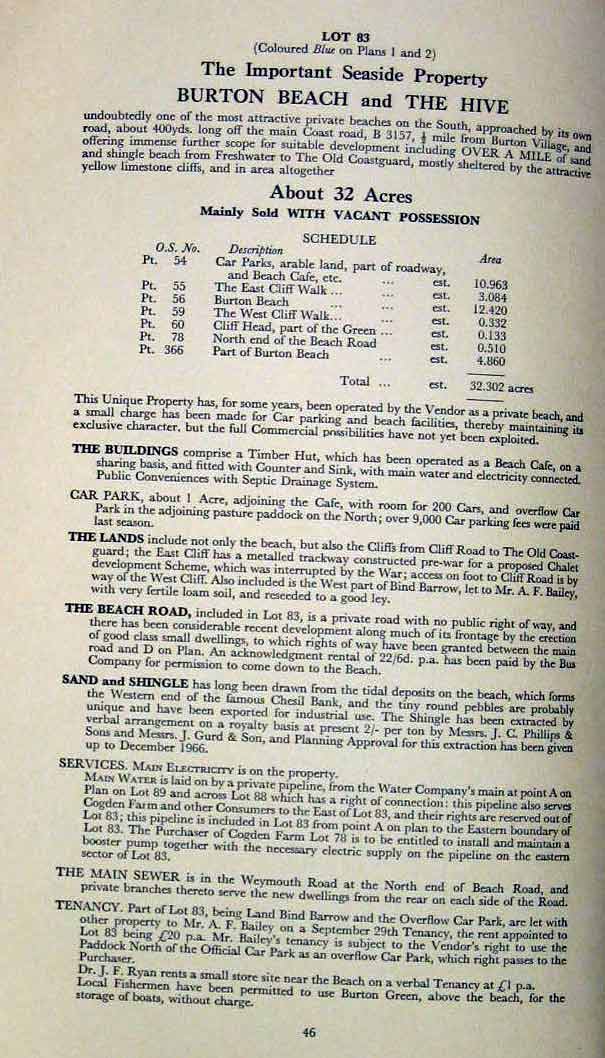 LOT 83
(Coloured Blue on Plans 1 and 2)
The Important Seaside Property
BURTON BEACH and THE HIVE
undoubtedly one of the most attractive private beaches on the South, approached by its own
road, about 400yds. long off the main Coast road, B 3157, ½ mile from Burton Village, and
offering immense further scope for suitable development including OVER A MILE of sand
and shingle beach from Freshwater to The Old Coastguard, mostly sheltered by the attractive
yellow limestone cliffs, and in area altogether
About 32 Acres
Mainly Sold WITH VACANT POSSESSION
SCHEDULE
O.S. No. Description Area
Pt. 54 Car Parks, arable land, part of roadway,
and Beach Cafe, etc. ... est. 10.963
Pt. 55 The East Cliff Walk ... ... est. 3.084
Pt. 56 Burton Beach ... ... est. 12.420
Pt. 59 The West Cliff Walk... ... est. 0.332
Pt. 60 Cliff Head, part of the Green ... est. 0.133
Pt. 78 North end of the Beach Road est. 0.510
Pt. 366 Part of Burton Beach ... est. 4.860
Total ... est. 32.302 acres
This Unique Property has, for some years, been operated by the Vendor as a private beach, and
a small charge has been made for Car parking and beach facilities, thereby maintaining its
exclusive character. but the full Commercial possibilities have not yet been exploited.
THE BUILDINGS comprise a Timber Hut, which has been operated as a Beach Cafe, on a
sharing basis, and fitted with Counter and Sink, with main water and electricity connected.
Public Conveniences with Septic Drainage System.
CAR PARK, about 1 Acre, adjoining the Cafe, with room for 200 Cars, and overflow Car
Park in the adjoining pasture paddock on the North; over 9,000 Car parking fees were paid
last season.
THE LANDS include not only the beach, but also the Cliffs from Cliff Road to The Old Coast-
guard; the East Cliff has a metalled trackway constructed pre-war for a proposed Chalet
development Scheme, which was interrupted by the War; access on foot to Cliff Road is by
way of the West Cliff. Also included is the West part of Bind Barrow, let to Mr. A. F. Bailey,
with very fertile loam soil, and reseeded to a good ley.
THE BEACH ROAD, included in Lot 83, is a private road with no public right of way, and
there has been considerable recent development along much of its frontage by the erection
of good class small dwellings, to which rights of way have been granted between the main
road and D on Plan. An acknowledgment rental of 22/6d. p.a. has been paid by the Bus
Company for permission to come down to the Beach.
SAND and SHINGLE has long been drawn from the tidal deposits on the beach, which forms
the Western end of the famous Chesil Bank, and the tiny round pebbles are probably
unique and have been exported for industrial use. The Shingle has been extracted by
verbal arrangement on a royalty basis at present 2/- per ton by Messrs. J. C. Phillips &
Sons and Messrs. J. Gurd & Son, and Planning Approval for this extraction has been given
up to December 1966.
SERVICES. MAIN ELECTRICITY is on the property.
MAIN WATER is laid on by a private pipeline, from the Water Company's main at point A on
Plan on Lot 89 and across Lot 88 which has a right of connection: this pipeline also serves
Cogden Farm and other Consumers to the East of Lot 83, and their rights are reserved out of
Lot 83; this pipeline is included in Lot 83 from point A on plan to the Eastern boundary of
Lot 83. The Purchaser of Cogden Farm Lot 78 is to be entitled to install and maintain a
booster pump together with the necessary electric supply on the pipeline on the eastern
sector of Lot 83.
THE MAIN SEWER is in the Weymouth Road at the North end of Beach Road, and
private branches thereto serve the new dwellings from the rear on each side of the Road.
TENANCY. Part of Lot 83, being Land Bind Barrow and the Overflow Car Park, are let with
other property to Mr. A. F. Bailey on a September 29th Tenancy, the rent appointed to
Lot 83 being £20 p.a. Mr. Bailey's tenancy is subject to the Vendor's right to use the
Paddock North of the Official Car Park as an overflow Car Park, which right passes to the
Purchaser.
Dr. J. F. Ryan rents a small store site near the Beach on a verbal Tenancy at £1 p.a.
Local Fishermen have been permitted to use Burton Green, above the beach, for the
storage of boats, without charge.
46